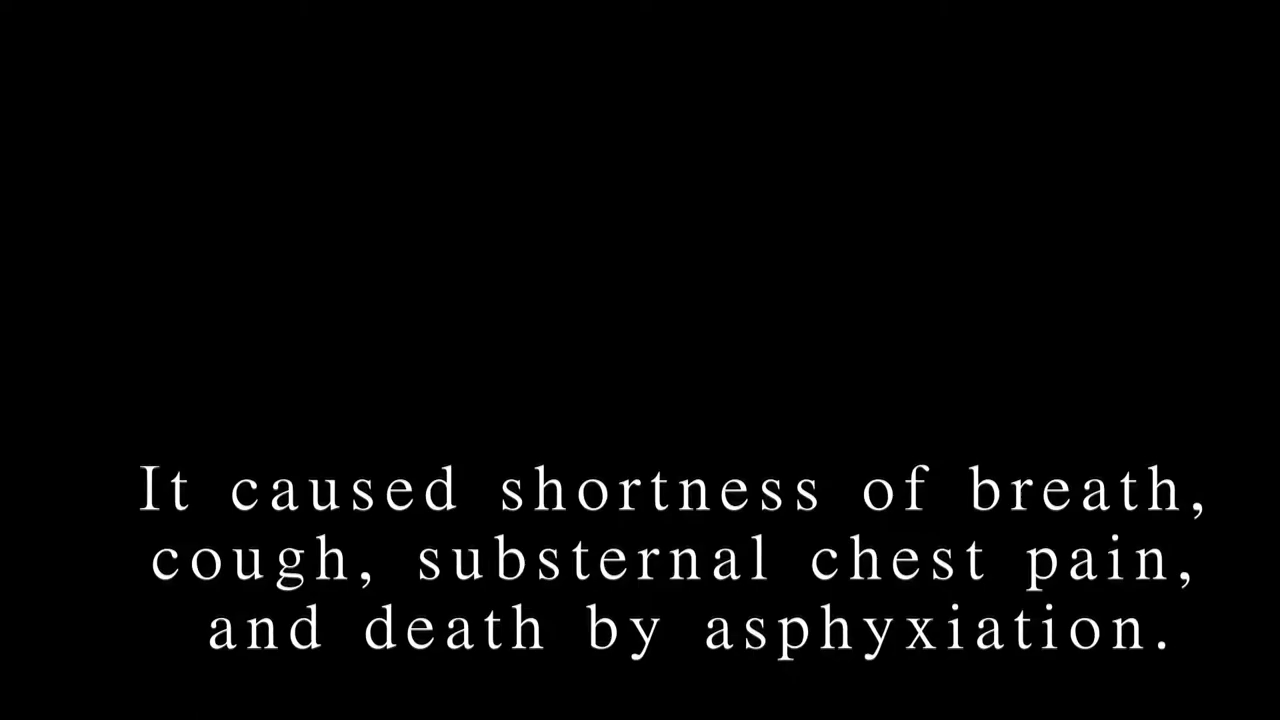 It caused shortness of breath,
cough, substernal chest pain,
and death by asphyxiation.